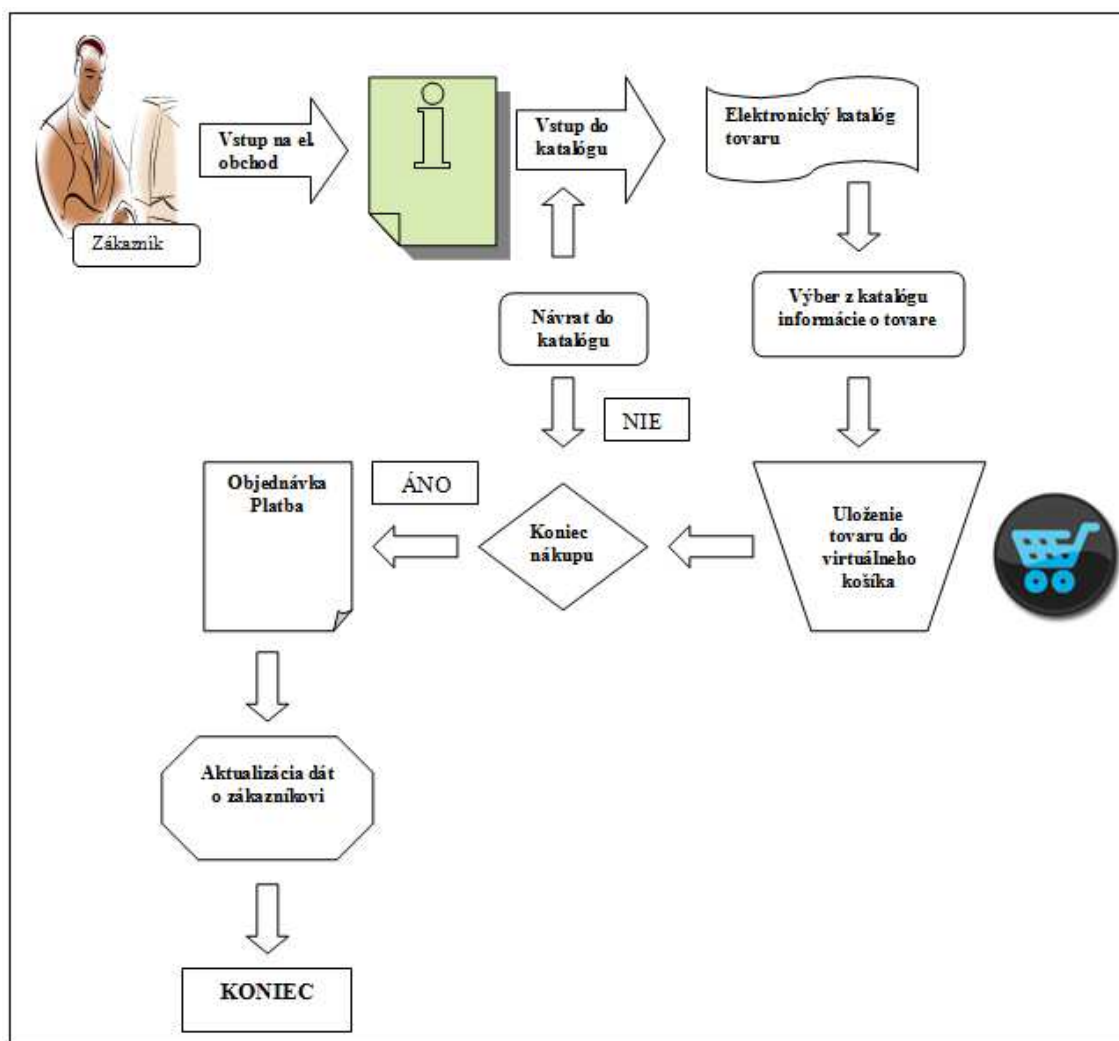 Vstup na el.
obchod
i
Vstup do
katalógu
Elektronický katalóg
tovaru
Zákazník
Návrat do
katalógu
Výber z katalógu
informácie o tovare
NIE
Objednávka
Platba
ÁNO
Koniec
nákupu
Uloženie
tovaru do
virtuálneho
košíka
Aktualizácia dát
o zákazníkovi
KONIEC